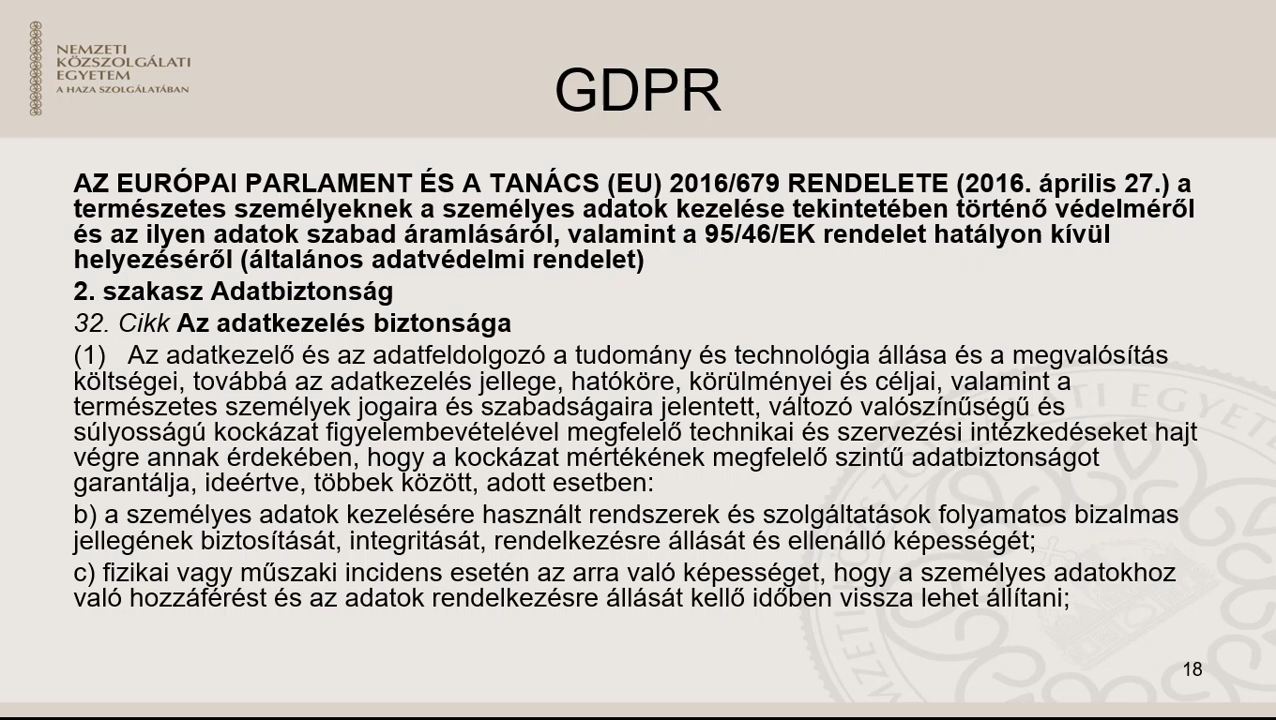 NEMZETI
KÖZSZOLGÁLATI
EGYETEM
A HAZA SZOLGÁLATÁBAN
GDPR
AZ EURÓPAI PARLAMENT ÉS A TANÁCS (EU) 2016/679 RENDELETE (2016. április 27.) a
természetes személyeknek a személyes adatok kezelése tekintetében történő védelméről
és az ilyen adatok szabad áramlásáról, valamint a 95/46/EK rendelet hatályon kívül
helyezéséről (általános adatvédelmi rendelet)
2. szakasz Adatbiztonság
32. Cikk Az adatkezelés biztonsága
(1) Az adatkezelő és az adatfeldolgozó a tudomány és technológia állása és a megvalósítás
költségei, továbbá az adatkezelés jellege, hatóköre, körülményei és céljai, valamint a
természetes személyek jogaira és szabadságaira jelentett, változó valószínűségű és
súlyosságú kockázat figyelembevételével megfelelő technikai és szervezési intézkedéseket hajt
végre annak érdekében, hogy a kockázat mértékének megfelelő szintű adatbiztonságot
garantálja, ideértve, többek között, adott esetben:
b) a személyes adatok kezelésére használt rendszerek és szolgáltatások folyamatos bizalmas
jellegének biztosítását, integritását, rendelkezésre állását és ellenálló képességét;
c) fizikai vagy műszaki incidens esetén az arra való képességet, hogy a személyes adatokhoz
való hozzáférést és az adatok rendelkezésre állását kellő időben vissza lehet állítani;
18